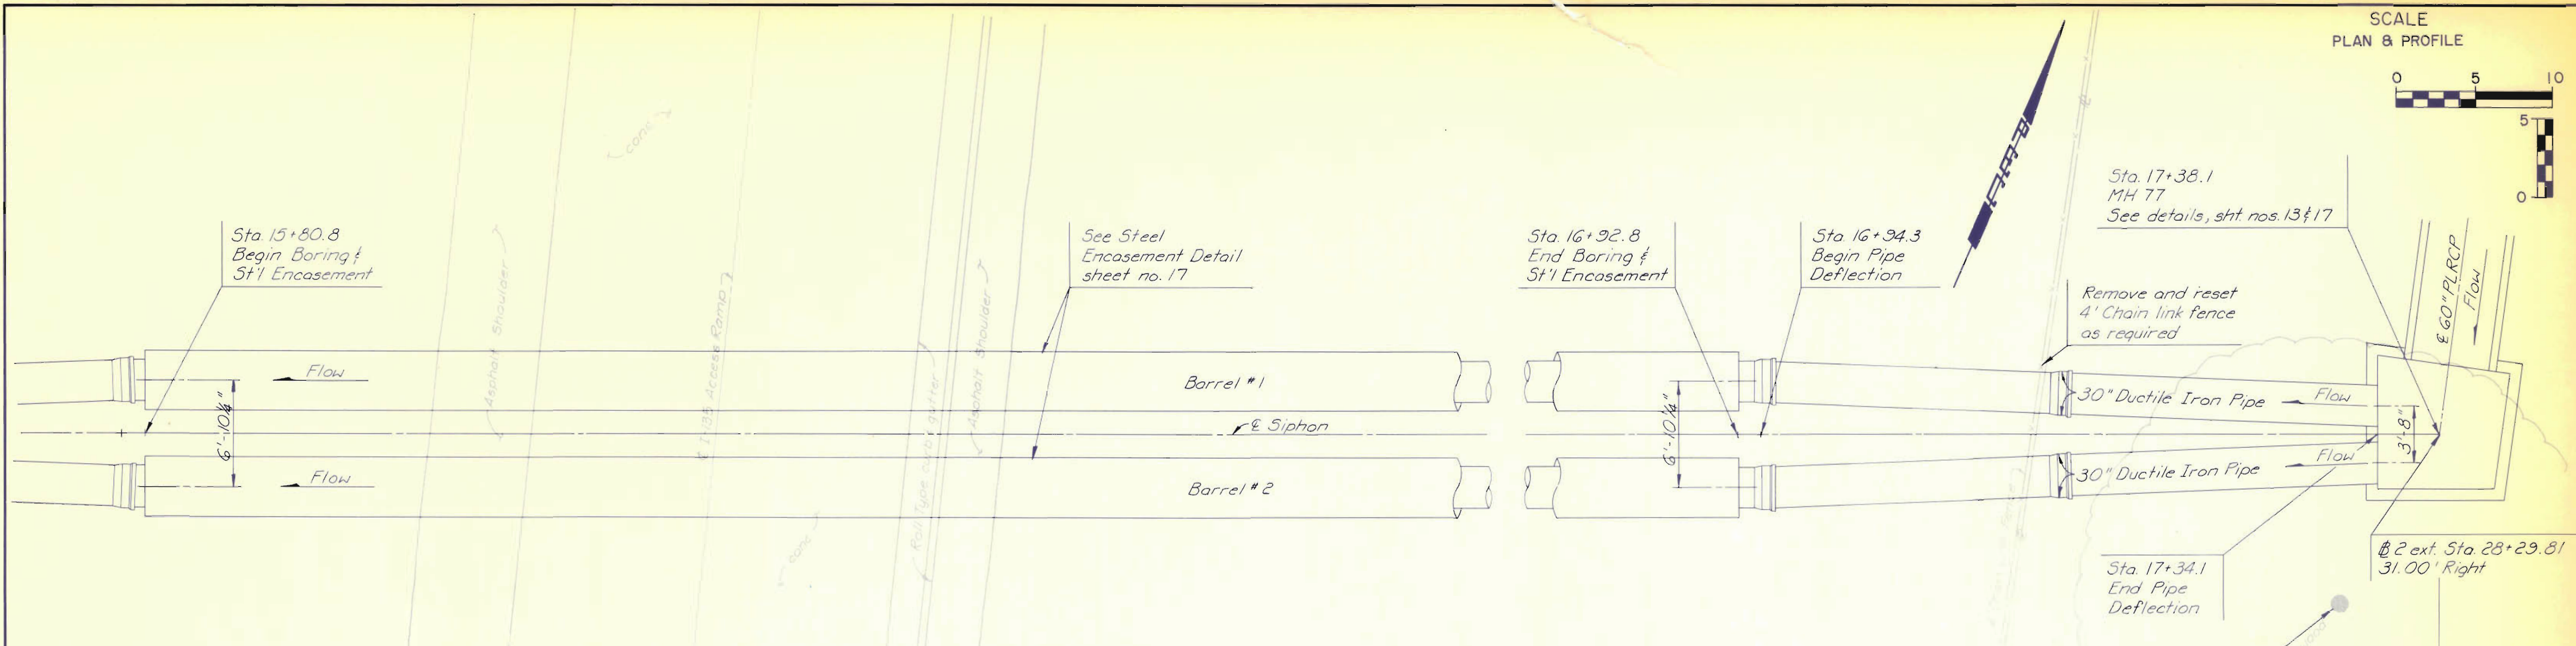 SCALE
PLAN & PROFILE
0 5 10
5
0
Sta. 15+80.8
Begin Boring &
St'l Encasement
See Steel
Encasement Detail
sheet no. 17
Sta. 16+92.8
End Boring &
St'l Encasement
Sta. 16+94.3
Begin Pipe
Deflection
Sta. 17+38.1
MH 77
See details, sht. nos. 13 & 17
Remove and reset
4' Chain link fence
as required
℄ 60" PLRCP
Flow
conc
Asphalt Shoulder
I-185 Access Ramp
Roll Type curb & gutter
Asphalt Shoulder
conc
Flow
6'-10¼"
Flow
Barrel #1
℄ Siphon
Barrel #2
6'-10¼"
30" Ductile Iron Pipe
Flow
3'-8"
30" Ductile Iron Pipe
Flow
Sta. 17+34.1
End Pipe
Deflection
2 ext. Sta. 28+29.81
31.00' Right